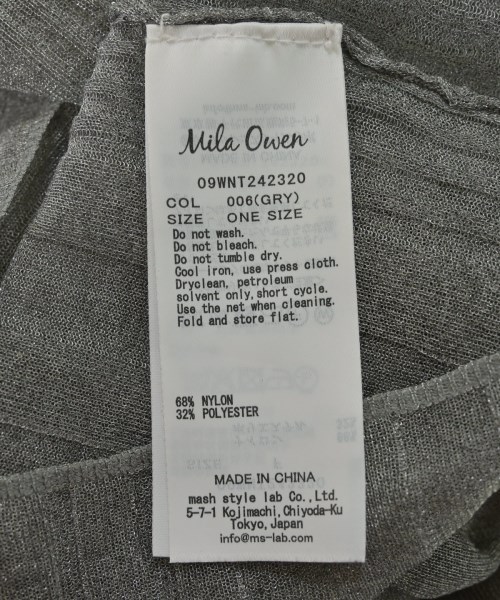 Mila Owen
09WNT242320
COL 006(GRY)
SIZE ONE SIZE
Do not wash.
Do not bleach.
Do not tumble dry.
Cool iron, use press cloth.
Dryclean, petroleum
solvent only, short cycle.
Use the net when cleaning.
Fold and store flat.
68% NYLON
32% POLYESTER
MADE IN CHINA
mash style lab Co., Ltd.
5-7-1 Kojimachi, Chiyoda-Ku
Tokyo, Japan
info@ms-lab.com